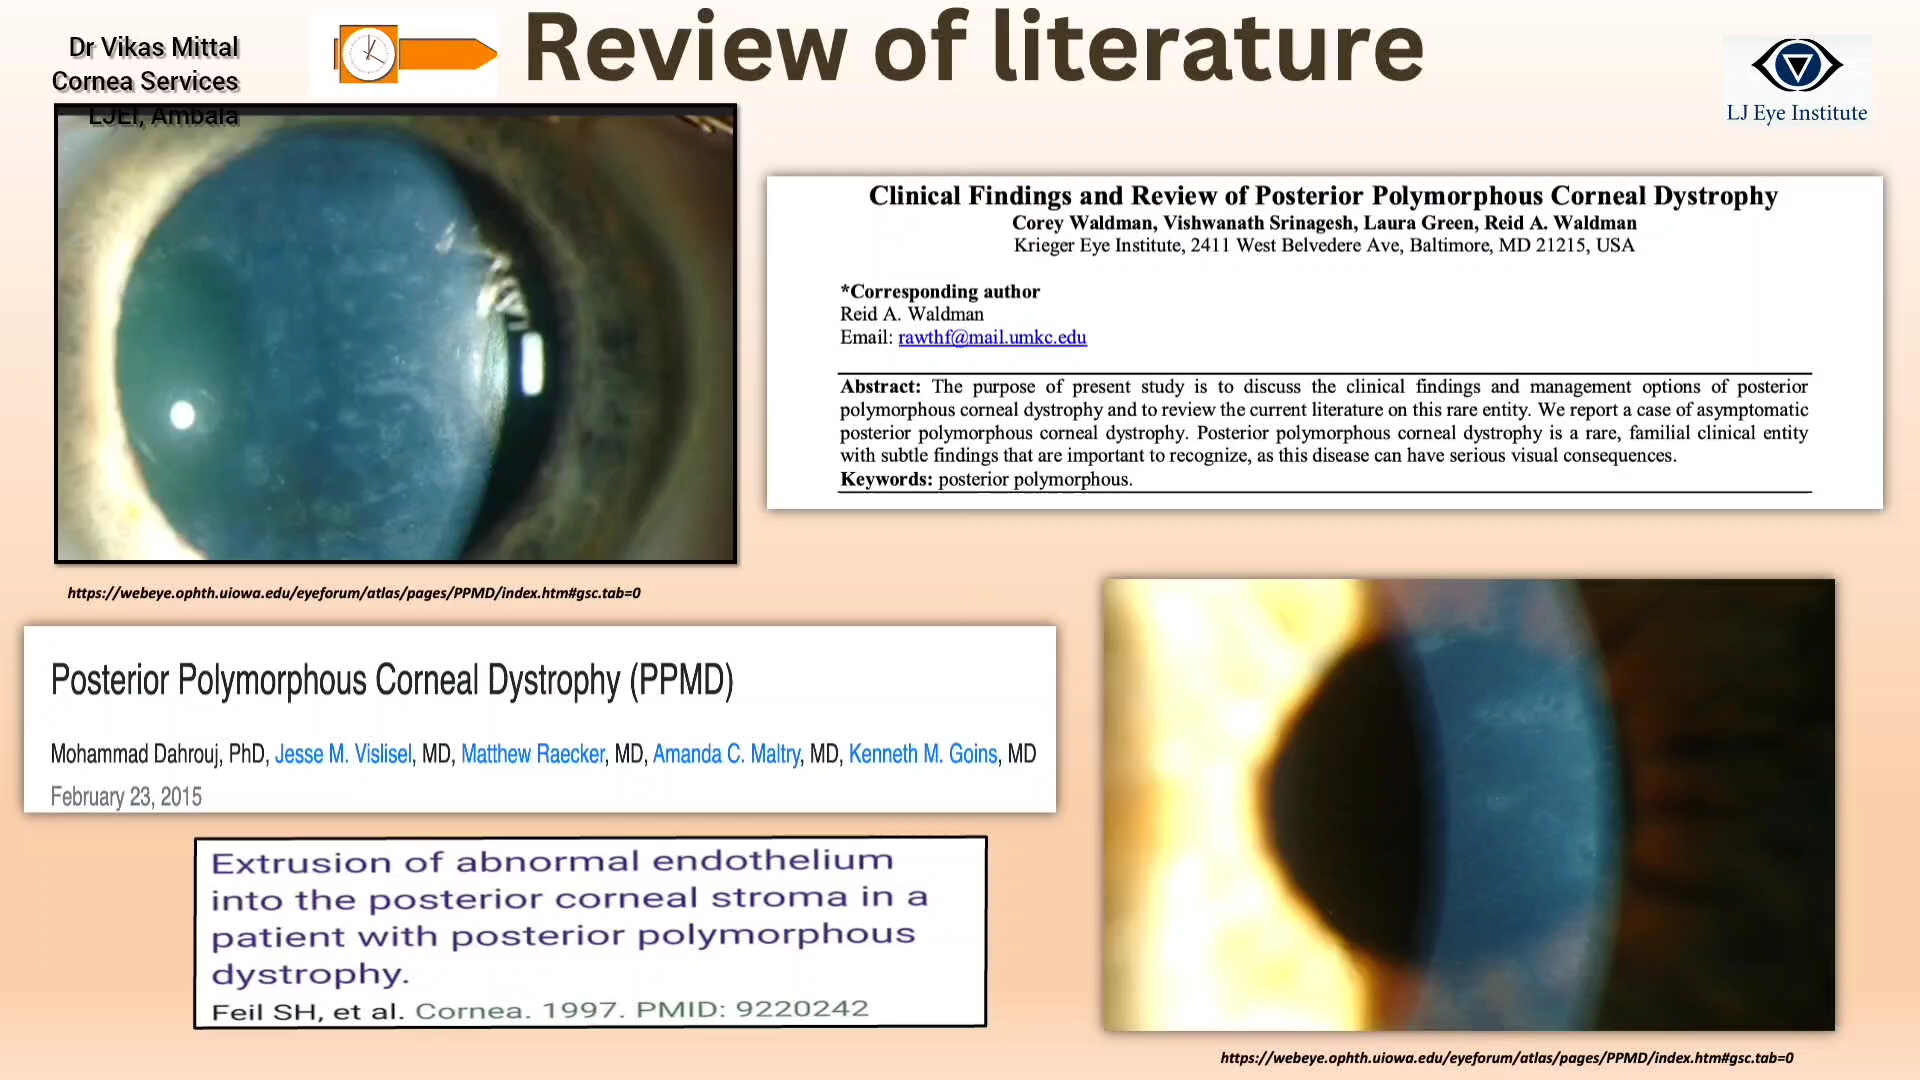 Dr Vikas Mittal
Cornea Services
LJEI, Ambala
Review of literature
LJ Eye Institute
Clinical Findings and Review of Posterior Polymorphous Corneal Dystrophy
Corey Waldman, Vishwanath Srinagesh, Laura Green, Reid A. Waldman
Krieger Eye Institute, 2411 West Belvedere Ave, Baltimore, MD 21215, USA
*Corresponding author
Reid A. Waldman
Email: rawthf@mail.umkc.edu
Abstract: The purpose of present study is to discuss the clinical findings and management options of posterior
polymorphous corneal dystrophy and to review the current literature on this rare entity. We report a case of asymptomatic
posterior polymorphous corneal dystrophy. Posterior polymorphous corneal dystrophy is a rare, familial clinical entity
with subtle findings that are important to recognize, as this disease can have serious visual consequences.
Keywords: posterior polymorphous.
https://webeye.ophth.uiowa.edu/eyeforum/atlas/pages/PPMD/index.htm#gsc.tab=0
Posterior Polymorphous Corneal Dystrophy (PPMD)
Mohammad Dahrouj, PhD, Jesse M. Vislisel, MD, Matthew Raecker, MD, Amanda C. Maltry, MD, Kenneth M. Goins, MD
February 23, 2015
Extrusion of abnormal endothelium
into the posterior corneal stroma in a
patient with posterior polymorphous
dystrophy.
Feil SH, et al. Cornea. 1997. PMID: 9220242
https://webeye.ophth.uiowa.edu/eyeforum/atlas/pages/PPMD/index.htm#gsc.tab=0